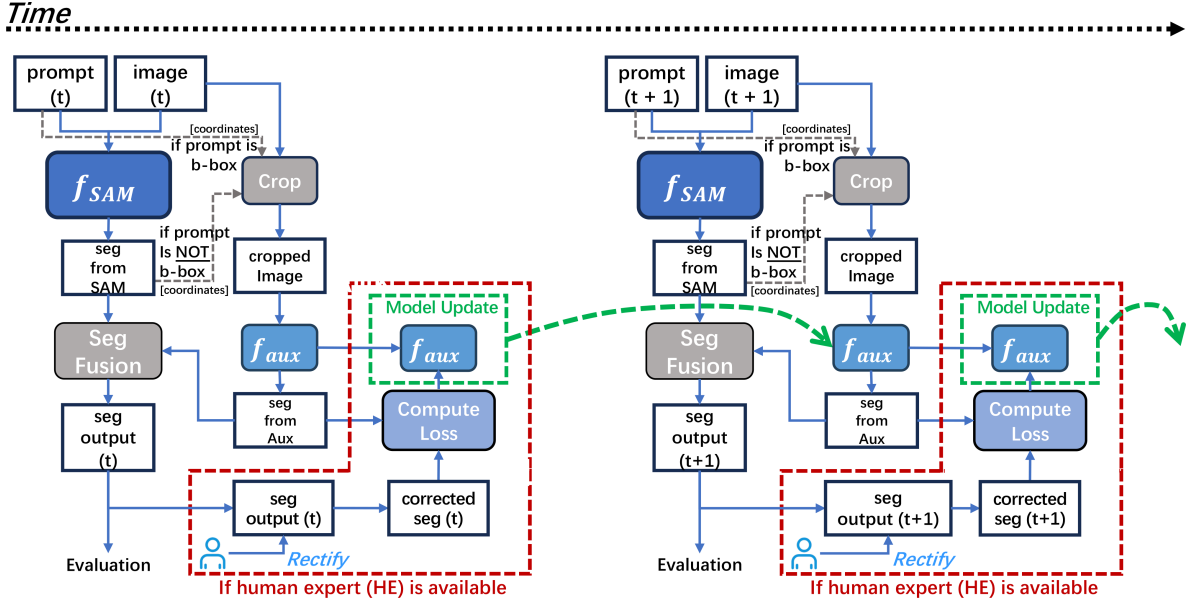 Time
prompt
(t)
image
(t)
[coordinates]
if prompt is
b-box
f_SAM
Crop
seg
from
SAM
if prompt
Is NOT
b-box
[coordinates]
cropped
Image
Model Update
Seg
Fusion
f_aux
f_aux
seg
output
(t)
seg
from
Aux
Compute
Loss
seg
output (t)
corrected
seg (t)
Evaluation
Rectify
If human expert (HE) is available
prompt
(t + 1)
image
(t + 1)
[coordinates]
if prompt is
b-box
f_SAM
Crop
seg
from
SAM
if prompt
Is NOT
b-box
[coordinates]
cropped
Image
Model Update
Seg
Fusion
f_aux
f_aux
seg
output
(t+1)
seg
from
Aux
Compute
Loss
seg
output (t+1)
corrected
seg (t+1)
Evaluation
Rectify
If human expert (HE) is available